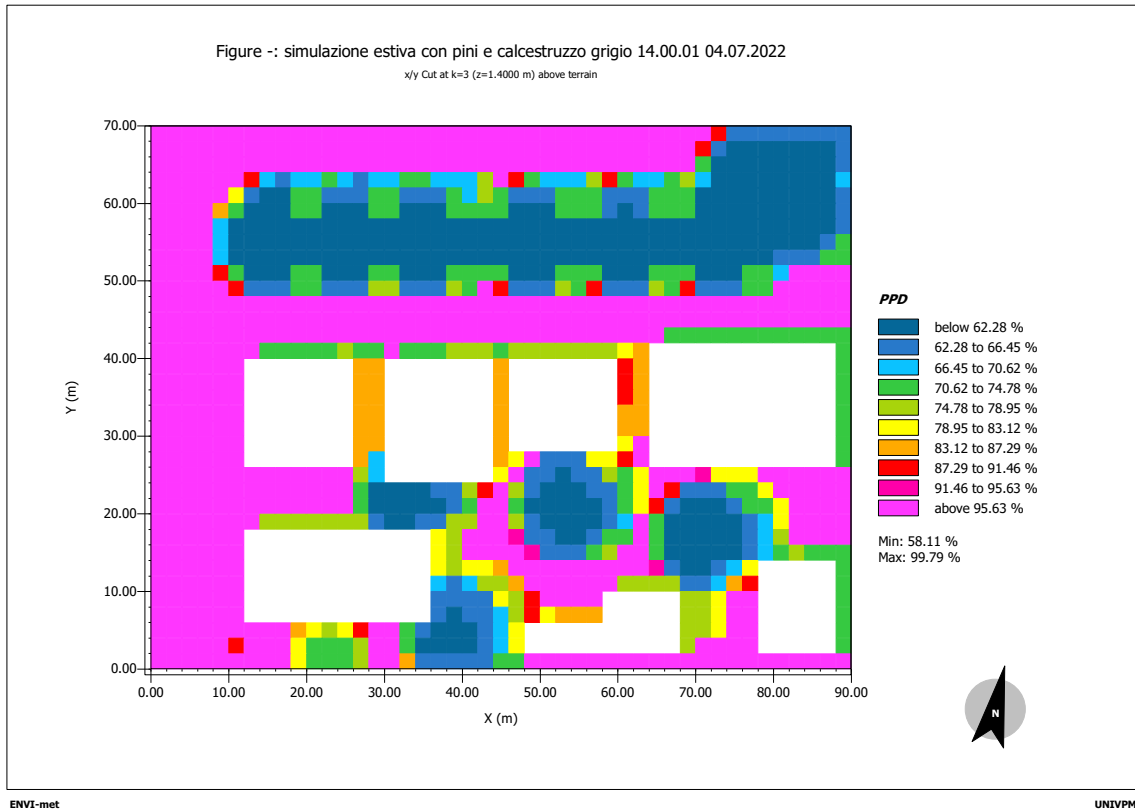 Figure -: simulazione estiva con pini e calcestruzzo grigio 14.00.01 04.07.2022
x/y Cut at k=3 (z=1.4000 m) above terrain
70.00
60.00
50.00
40.00
30.00
20.00
10.00
0.00
Y (m)
0.00 10.00 20.00 30.00 40.00 50.00 60.00 70.00 80.00 90.00
X (m)
PPD
below 62.28 %
62.28 to 66.45 %
66.45 to 70.62 %
70.62 to 74.78 %
74.78 to 78.95 %
78.95 to 83.12 %
83.12 to 87.29 %
87.29 to 91.46 %
91.46 to 95.63 %
above 95.63 %
Min: 58.11 %
Max: 99.79 %
N
ENVI-met
UNIVPM